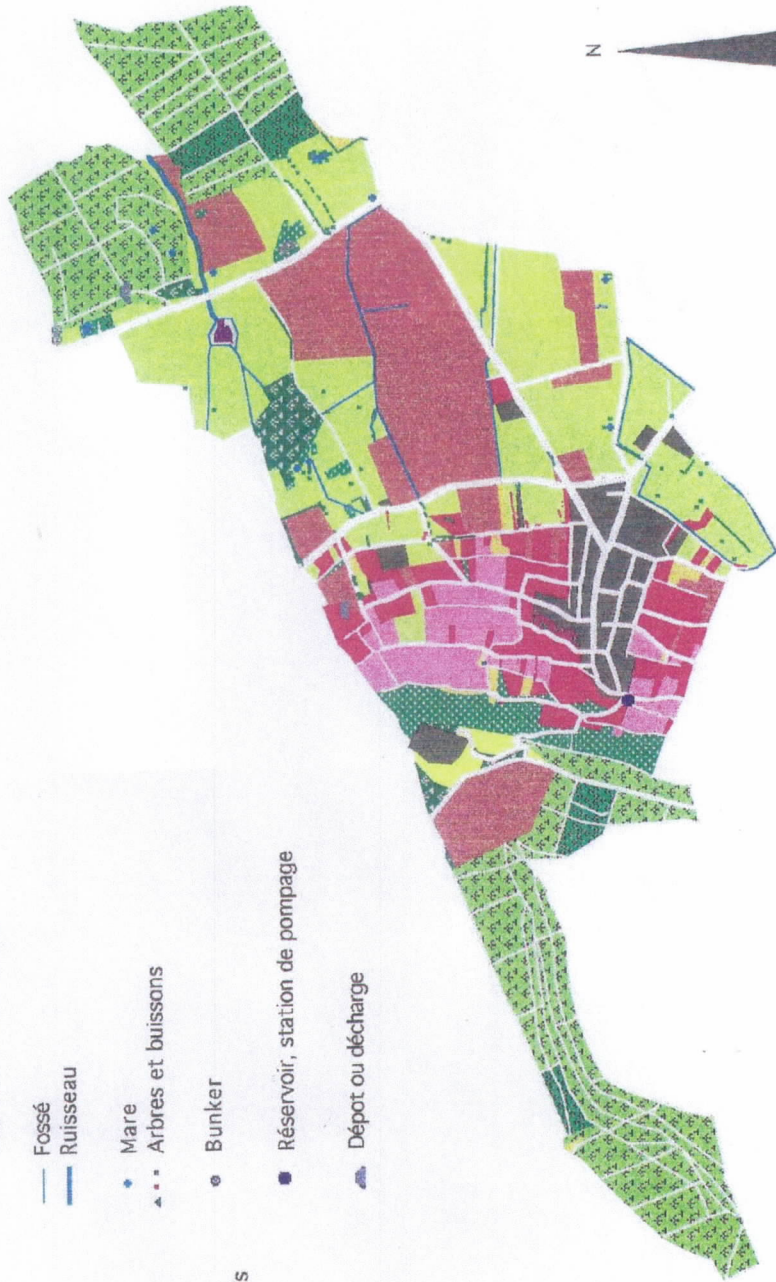 Fossé
Ruisseau
Mare
Arbres et buissons
Bunker
Réservoir, station de pompage
Dépot ou décharge
s
N